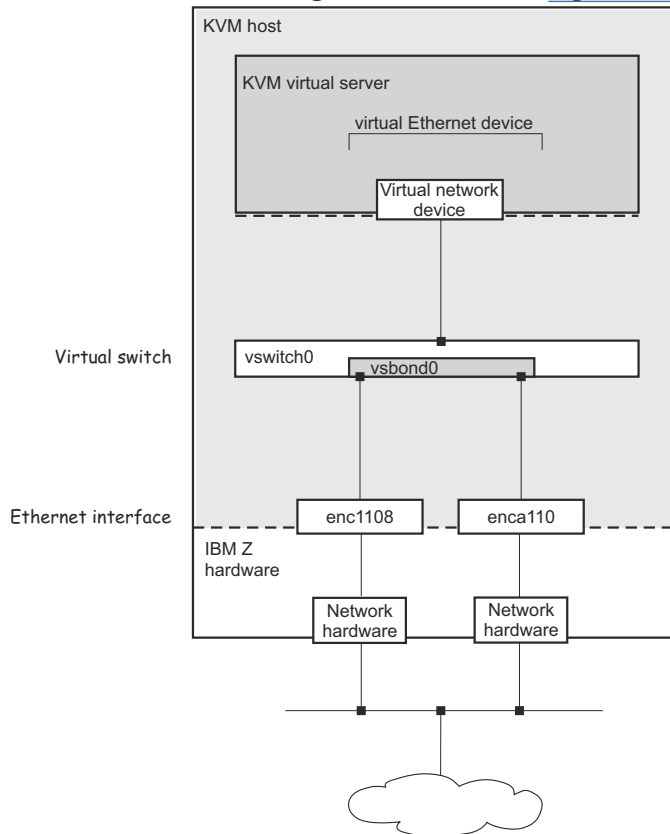 KVM host
KVM virtual server
virtual Ethernet device
Virtual network
device
Virtual switch
vswitch0
vsbond0
Ethernet interface
enc1108
enca110
IBM Z
hardware
Network
hardware
Network
hardware